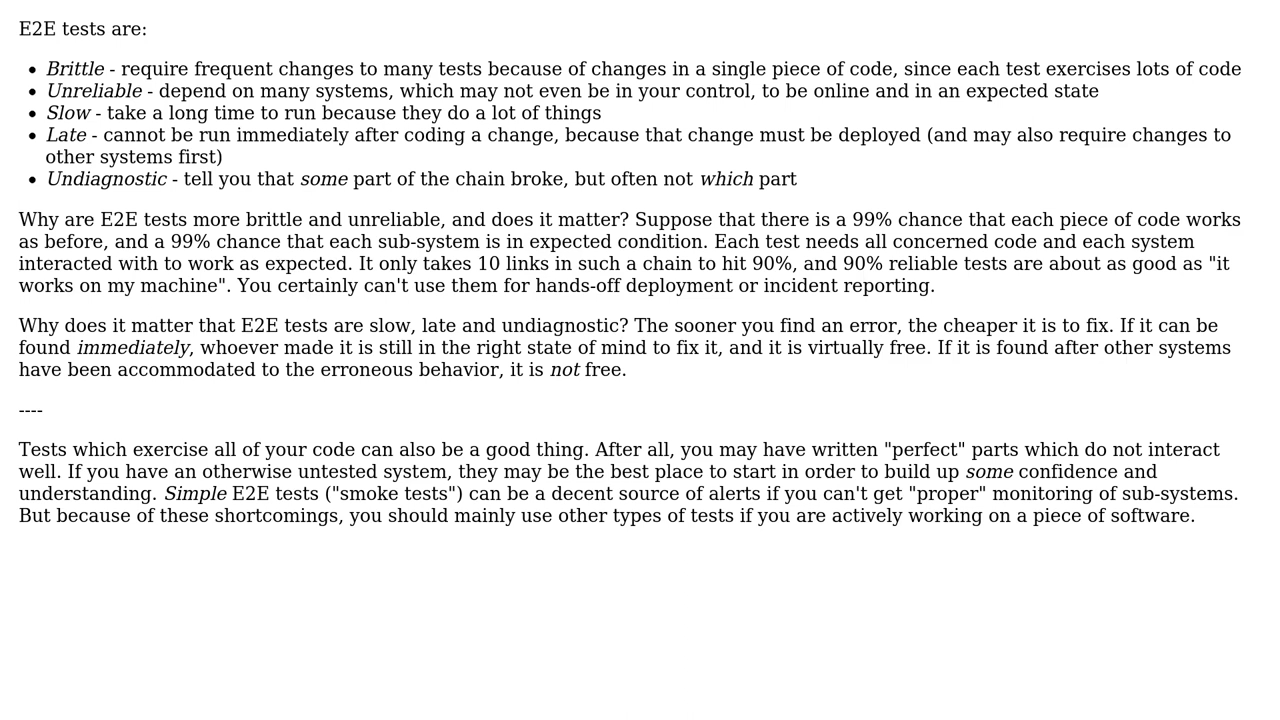 E2E tests are:
• Brittle - require frequent changes to many tests because of changes in a single piece of code, since each test exercises lots of code
• Unreliable - depend on many systems, which may not even be in your control, to be online and in an expected state
• Slow - take a long time to run because they do a lot of things
• Late - cannot be run immediately after coding a change, because that change must be deployed (and may also require changes to
other systems first)
• Undiagnostic - tell you that some part of the chain broke, but often not which part
Why are E2E tests more brittle and unreliable, and does it matter? Suppose that there is a 99% chance that each piece of code works
as before, and a 99% chance that each sub-system is in expected condition. Each test needs all concerned code and each system
interacted with to work as expected. It only takes 10 links in such a chain to hit 90%, and 90% reliable tests are about as good as "it
works on my machine". You certainly can't use them for hands-off deployment or incident reporting.
Why does it matter that E2E tests are slow, late and undiagnostic? The sooner you find an error, the cheaper it is to fix. If it can be
found immediately, whoever made it is still in the right state of mind to fix it, and it is virtually free. If it is found after other systems
have been accommodated to the erroneous behavior, it is not free.
----
Tests which exercise all of your code can also be a good thing. After all, you may have written "perfect" parts which do not interact
well. If you have an otherwise untested system, they may be the best place to start in order to build up some confidence and
understanding. Simple E2E tests ("smoke tests") can be a decent source of alerts if you can't get "proper" monitoring of sub-systems.
But because of these shortcomings, you should mainly use other types of tests if you are actively working on a piece of software.